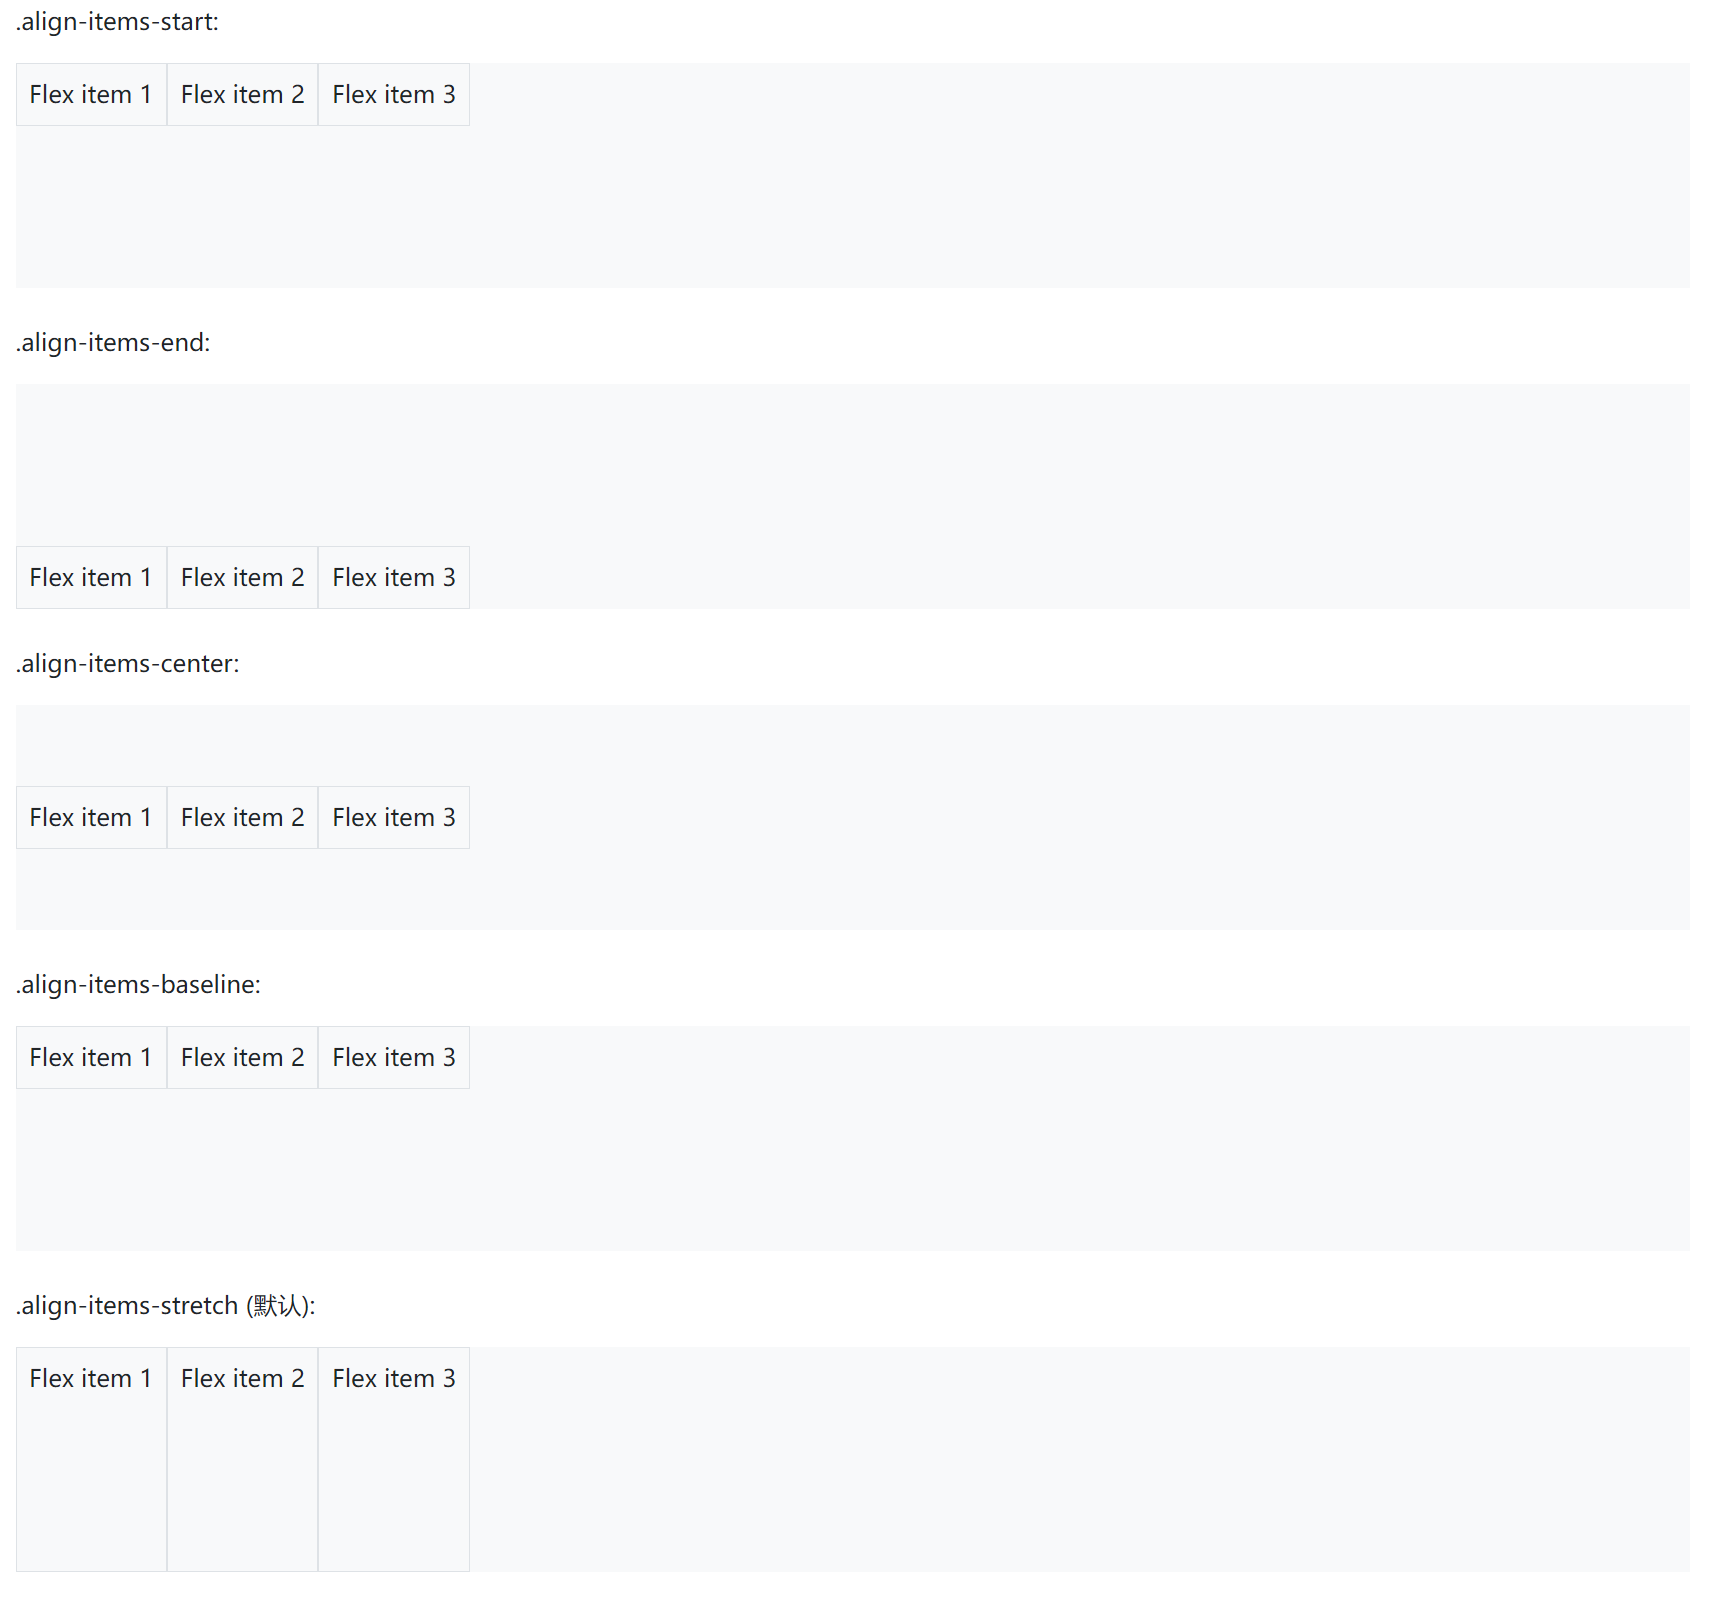 .align-items-start:
Flex item 1 Flex item 2 Flex item 3
.align-items-end:
Flex item 1 Flex item 2 Flex item 3
.align-items-center:
Flex item 1 Flex item 2 Flex item 3
.align-items-baseline:
Flex item 1 Flex item 2 Flex item 3
.align-items-stretch (默认):
Flex item 1 Flex item 2 Flex item 3